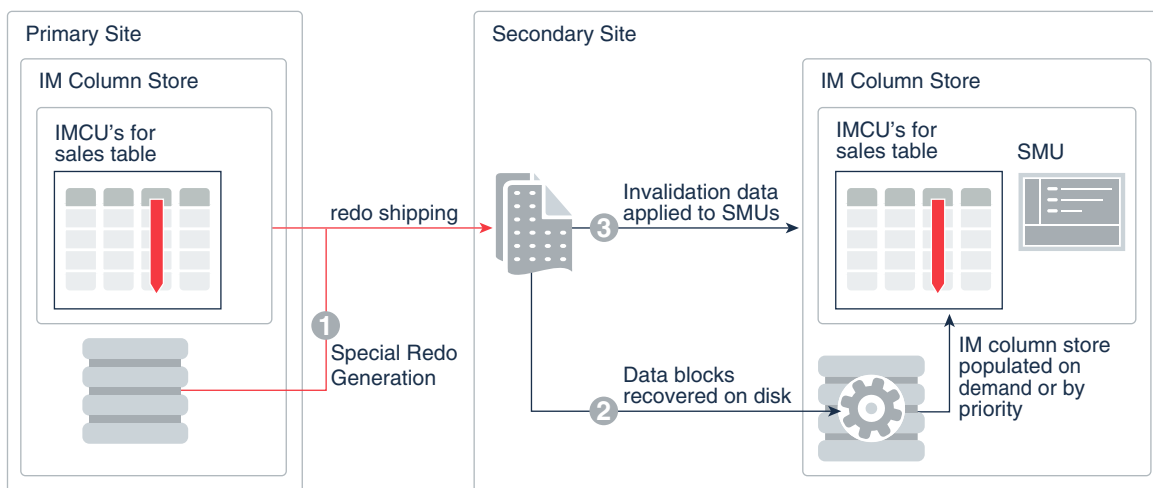 Primary Site
IM Column Store
IMCU's for
sales table
redo shipping
1
Special Redo
Generation
Secondary Site
3
Invalidation data
applied to SMUs
2
Data blocks
recovered on disk
IM Column Store
IMCU's for
sales table
SMU
IM column store
populated on
demand or by
priority